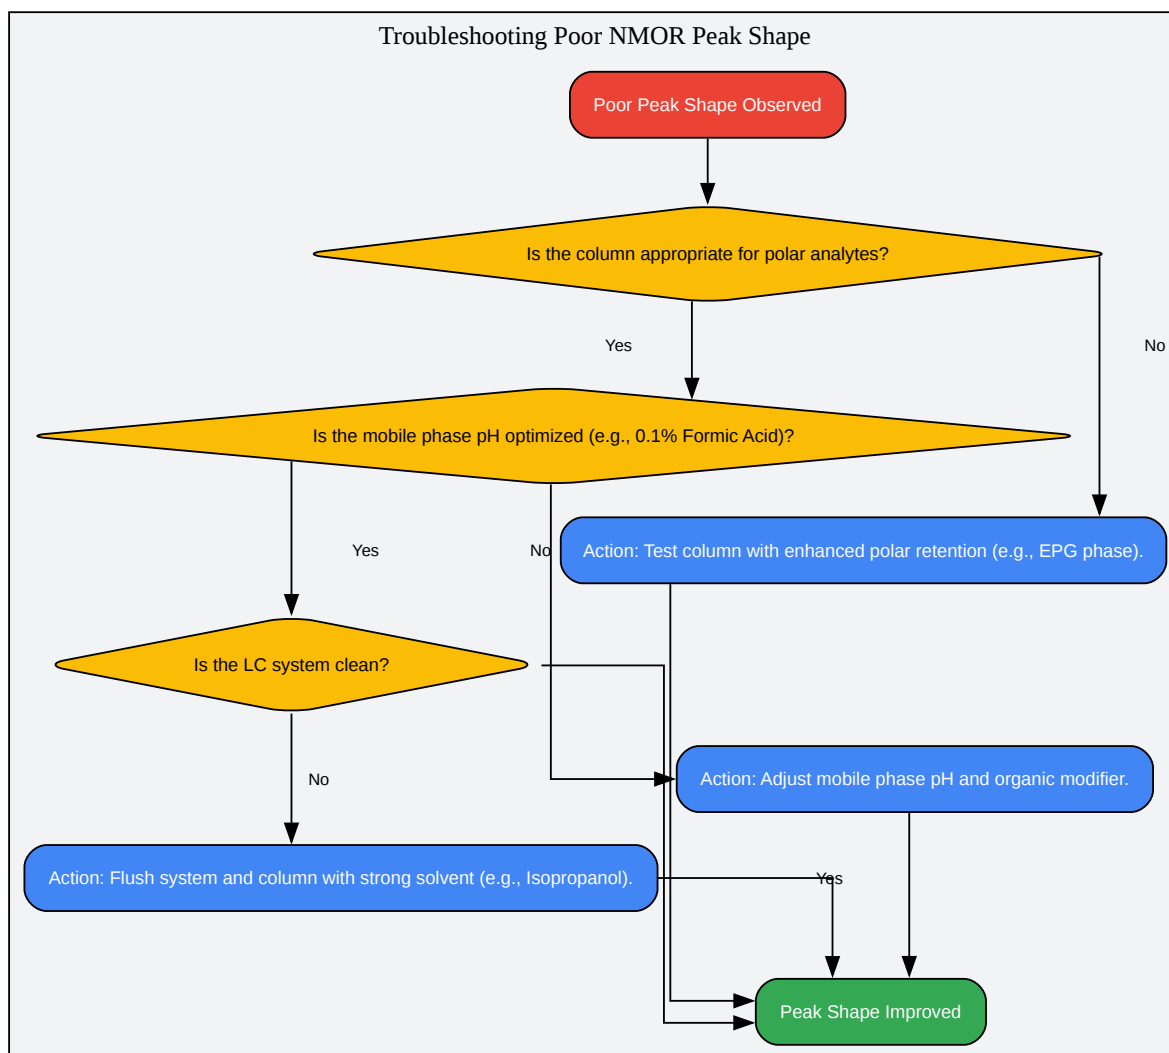 Troubleshooting Poor NMOR Peak Shape
Poor Peak Shape Observed
Is the column appropriate for polar analytes?
Yes
No
Is the mobile phase pH optimized (e.g., 0.1% Formic Acid)?
Yes
No
Action: Test column with enhanced polar retention (e.g., EPG phase).
Is the LC system clean?
No
Action: Adjust mobile phase pH and organic modifier.
Action: Flush system and column with strong solvent (e.g., Isopropanol).
Yes
Peak Shape Improved